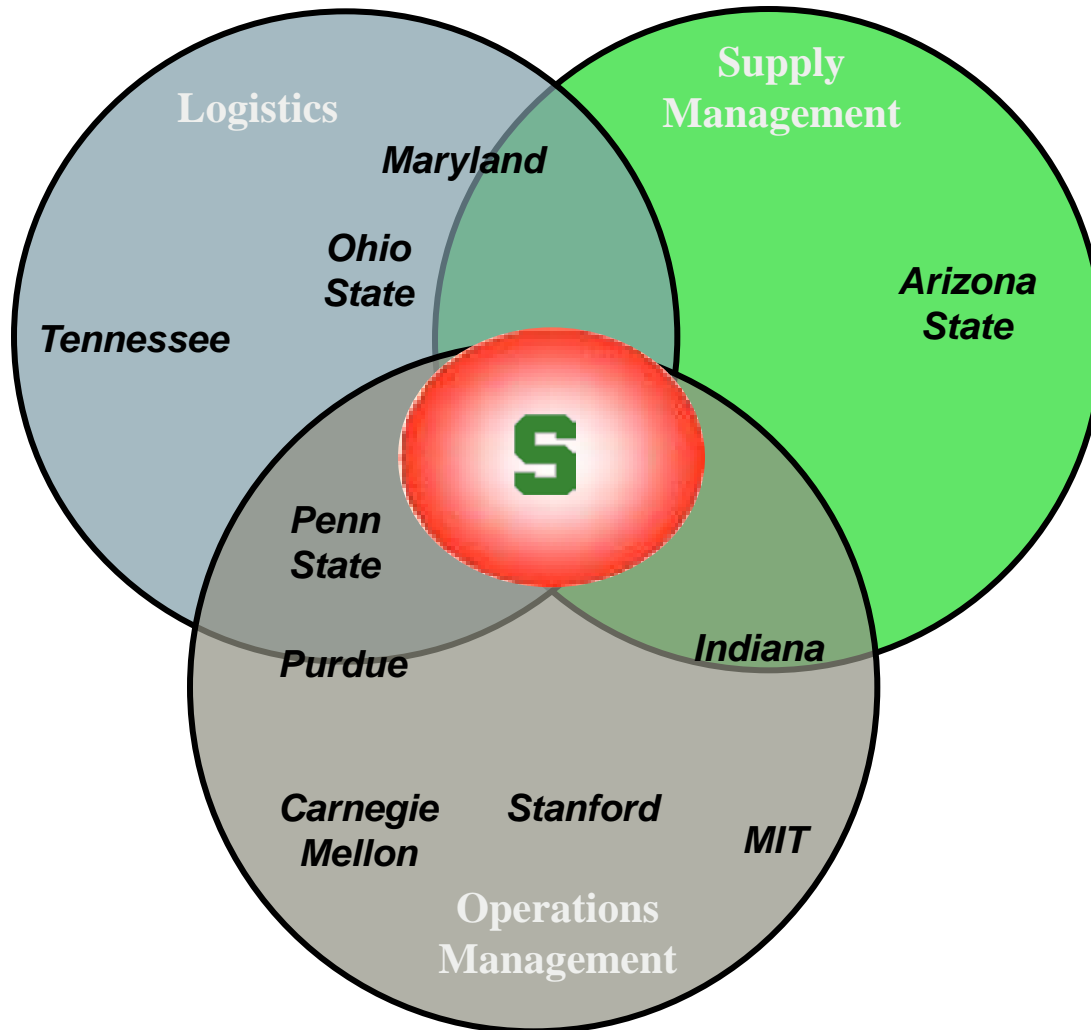 Supply
Management
Logistics
Maryland
Ohio
State
Arizona
State
Tennessee
S
Penn
State
Indiana
Purdue
Carnegie
Mellon
Stanford
MIT
Operations
Management